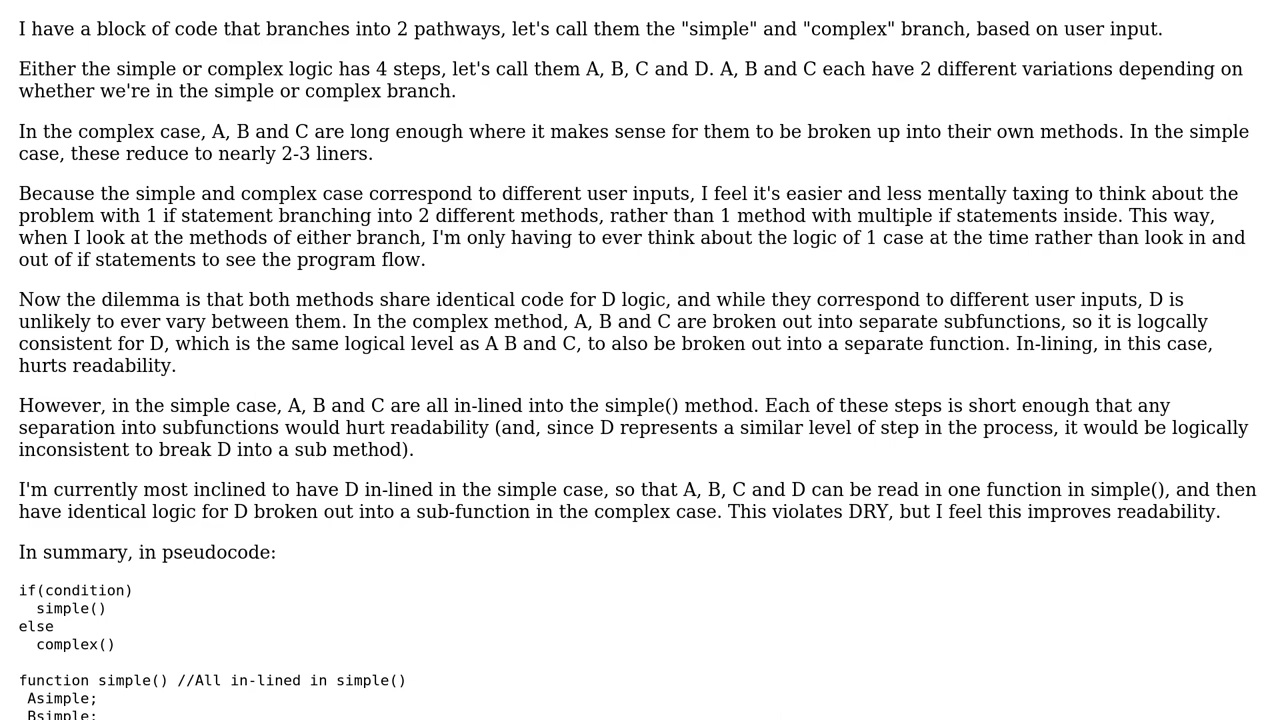 I have a block of code that branches into 2 pathways, let's call them the "simple" and "complex" branch, based on user input.
Either the simple or complex logic has 4 steps, let's call them A, B, C and D. A, B and C each have 2 different variations depending on
whether we're in the simple or complex branch.
In the complex case, A, B and C are long enough where it makes sense for them to be broken up into their own methods. In the simple
case, these reduce to nearly 2-3 liners.
Because the simple and complex case correspond to different user inputs, I feel it's easier and less mentally taxing to think about the
problem with 1 if statement branching into 2 different methods, rather than 1 method with multiple if statements inside. This way,
when I look at the methods of either branch, I'm only having to ever think about the logic of 1 case at the time rather than look in and
out of if statements to see the program flow.
Now the dilemma is that both methods share identical code for D logic, and while they correspond to different user inputs, D is
unlikely to ever vary between them. In the complex method, A, B and C are broken out into separate subfunctions, so it is logcally
consistent for D, which is the same logical level as A B and C, to also be broken out into a separate function. In-lining, in this case,
hurts readability.
However, in the simple case, A, B and C are all in-lined into the simple() method. Each of these steps is short enough that any
separation into subfunctions would hurt readability (and, since D represents a similar level of step in the process, it would be logically
inconsistent to break D into a sub method).
I'm currently most inclined to have D in-lined in the simple case, so that A, B, C and D can be read in one function in simple(), and then
have identical logic for D broken out into a sub-function in the complex case. This violates DRY, but I feel this improves readability.
In summary, in pseudocode:
if(condition)
  simple()
else
  complex()
function simple() //All in-lined in simple()
 Asimple;
 Bsimple;